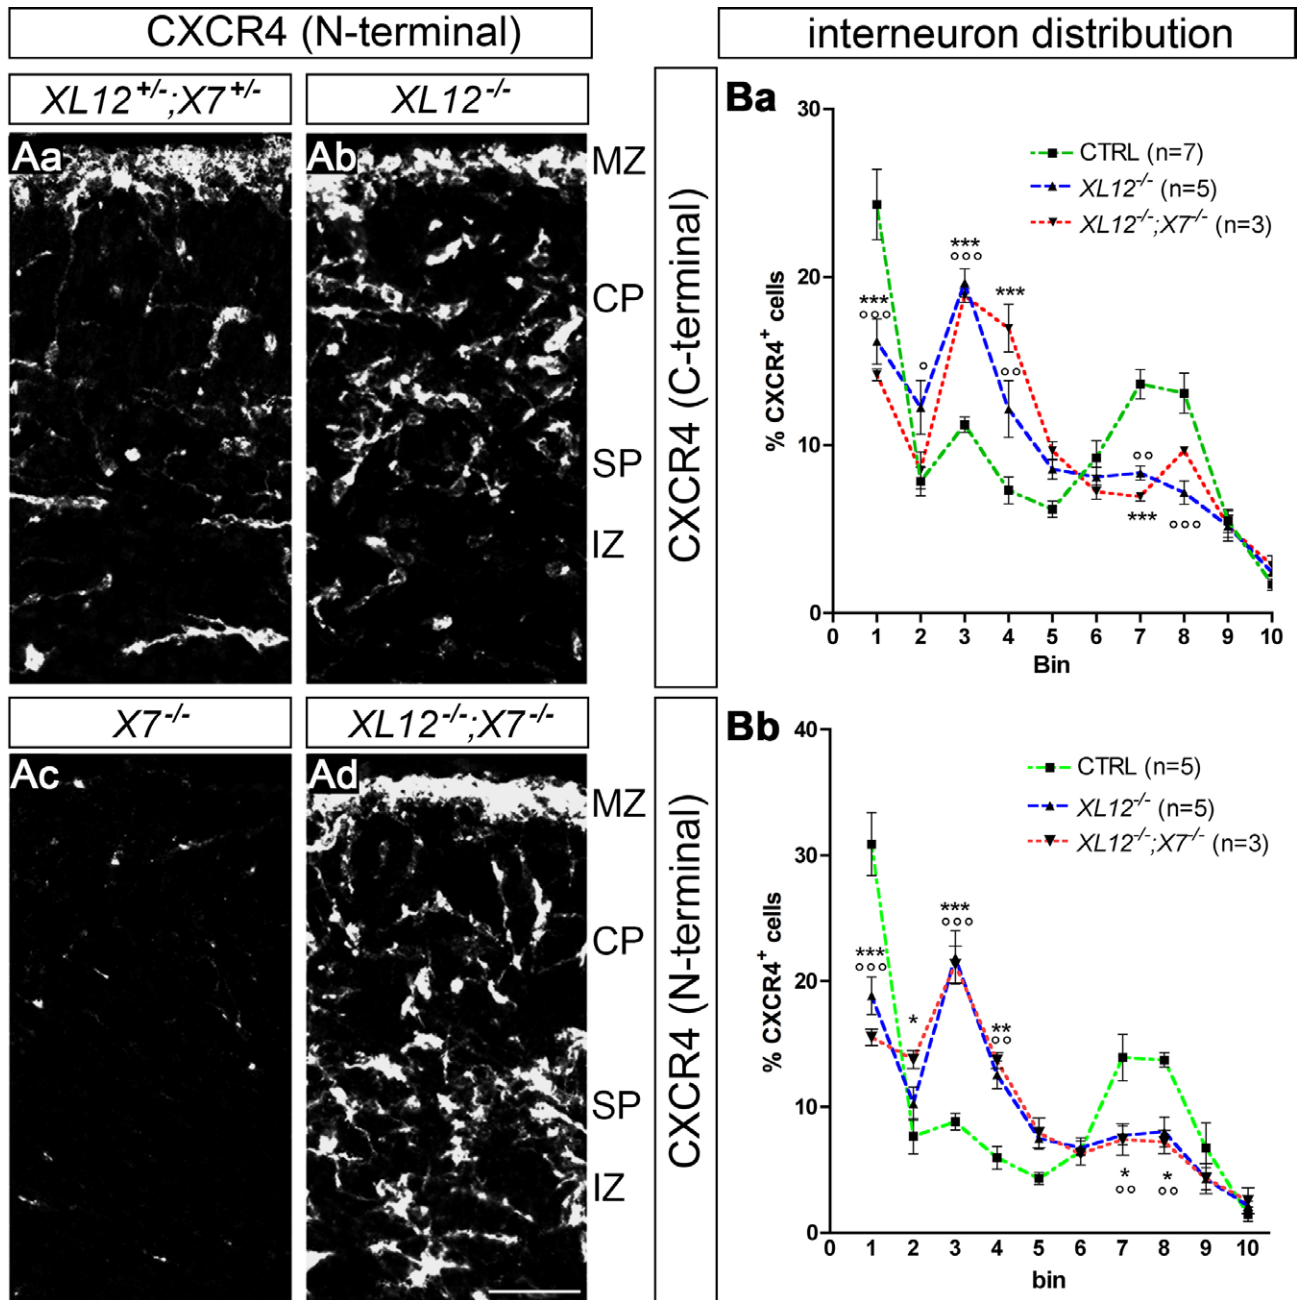 CXCR4 (N-terminal)
interneuron distribution
XL12+/-;X7+/-
XL12-/-
Aa
Ab
MZ
CP
SP
IZ
CXCR4 (C-terminal)
Ba
30
20
10
0
% CXCR4+ cells
CTRL (n=7)
XL12-/- (n=5)
XL12-/-;X7-/- (n=3)
***
°°°
°
***
°°°
***
°°
°°
***
°°°
0 1 2 3 4 5 6 7 8 9 10
Bin
X7-/-
XL12-/-;X7-/-
Ac
Ad
MZ
CP
SP
IZ
CXCR4 (N-terminal)
Bb
40
30
20
10
0
% CXCR4+ cells
CTRL (n=5)
XL12-/- (n=5)
XL12-/-;X7-/- (n=3)
***
°°°
*
***
°°°
**
°°
*
°°
*
°°
0 1 2 3 4 5 6 7 8 9 10
bin